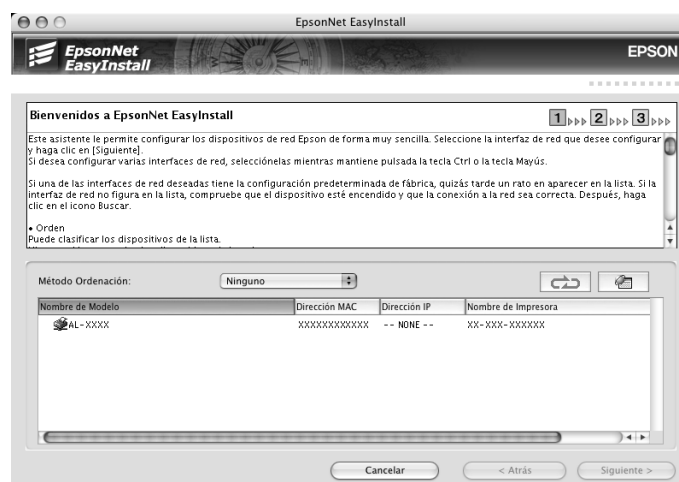 EpsonNet EasyInstall
EpsonNet
EasyInstall
EPSON
Bienvenidos a EpsonNet EasyInstall
1 2 3
Este asistente le permite configurar los dispositivos de red Epson de forma muy sencilla. Seleccione la interfaz de red que desee configurar
y haga clic en [Siguiente].
Si desea configurar varias interfaces de red, selecciónelas mientras mantiene pulsada la tecla Ctrl o la tecla Mayús.
Si una de las interfaces de red deseadas tiene la configuración predeterminada de fábrica, quizás tarde un rato en aparecer en la lista. Si la
interfaz de red no figura en la lista, compruebe que el dispositivo esté encendido y que la conexión a la red sea correcta. Después, haga
clic en el icono Buscar.
• Orden
Puede clasificar los dispositivos de la lista.
Método Ordenación: Ninguno
Nombre de Modelo Dirección MAC Dirección IP Nombre de Impresora
AL-XXXX XXXXXXXXXXXX -- NONE -- XX-XXX-XXXXXX
Cancelar < Atrás Siguiente >